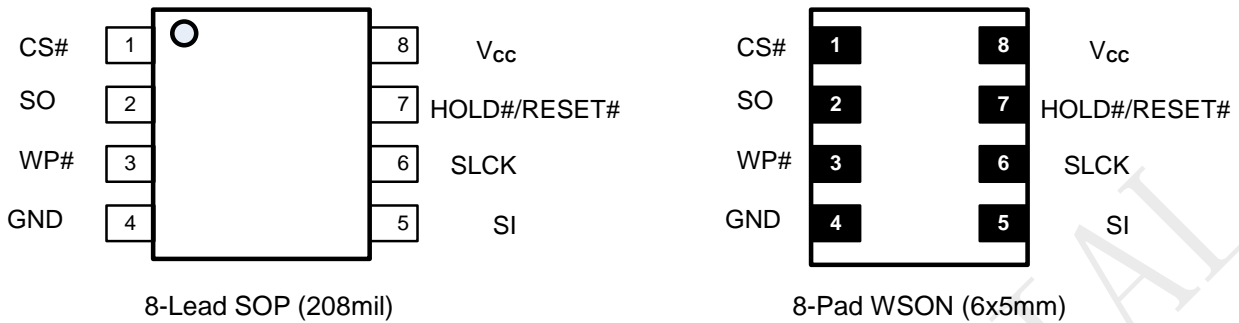 CS# 1 8 Vcc
SO 2 7 HOLD#/RESET#
WP# 3 6 SLCK
GND 4 5 SI
8-Lead SOP (208mil)
CS# 1 8 Vcc
SO 2 7 HOLD#/RESET#
WP# 3 6 SLCK
GND 4 5 SI
8-Pad WSON (6x5mm)
AI